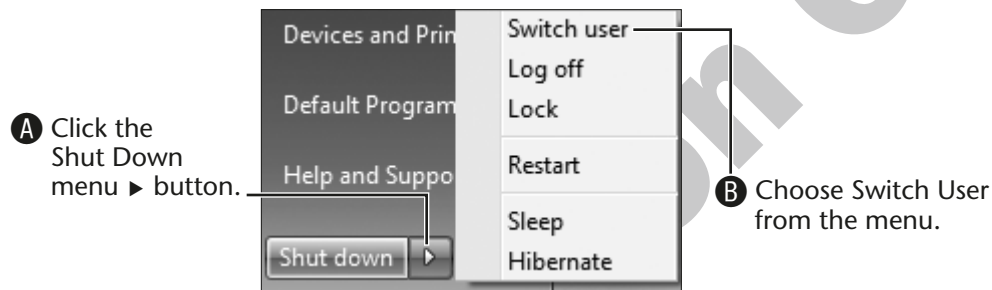 A Click the
Shut Down
menu ▶ button.
Devices and Prin
Default Program
Help and Suppo
Shut down
Switch user
Log off
Lock
Restart
Sleep
Hibernate
B Choose Switch User
from the menu.